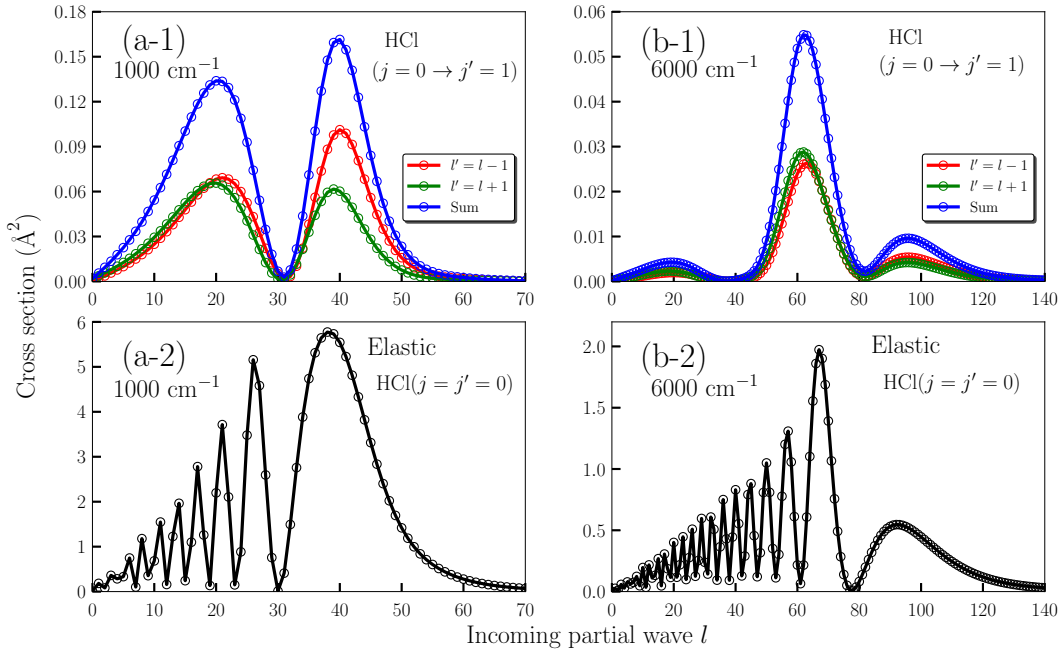 Cross section (Å²)
(a-1)
1000 cm⁻¹
HCl
(j = 0 → j′ = 1)
0.18
0.15
0.12
0.09
0.06
0.03
0.00
l′ = l − 1
l′ = l + 1
Sum
0 10 20 30 40 50 60 70
(b-1)
6000 cm⁻¹
HCl
(j = 0 → j′ = 1)
0.06
0.05
0.04
0.03
0.02
0.01
0.00
l′ = l − 1
l′ = l + 1
Sum
0 20 40 60 80 100 120 140
(a-2)
1000 cm⁻¹
Elastic
HCl(j = j′ = 0)
6
5
4
3
2
1
0
0 10 20 30 40 50 60 70
(b-2)
6000 cm⁻¹
Elastic
HCl(j = j′ = 0)
2.0
1.5
1.0
0.5
0.0
0 20 40 60 80 100 120 140
Incoming partial wave l